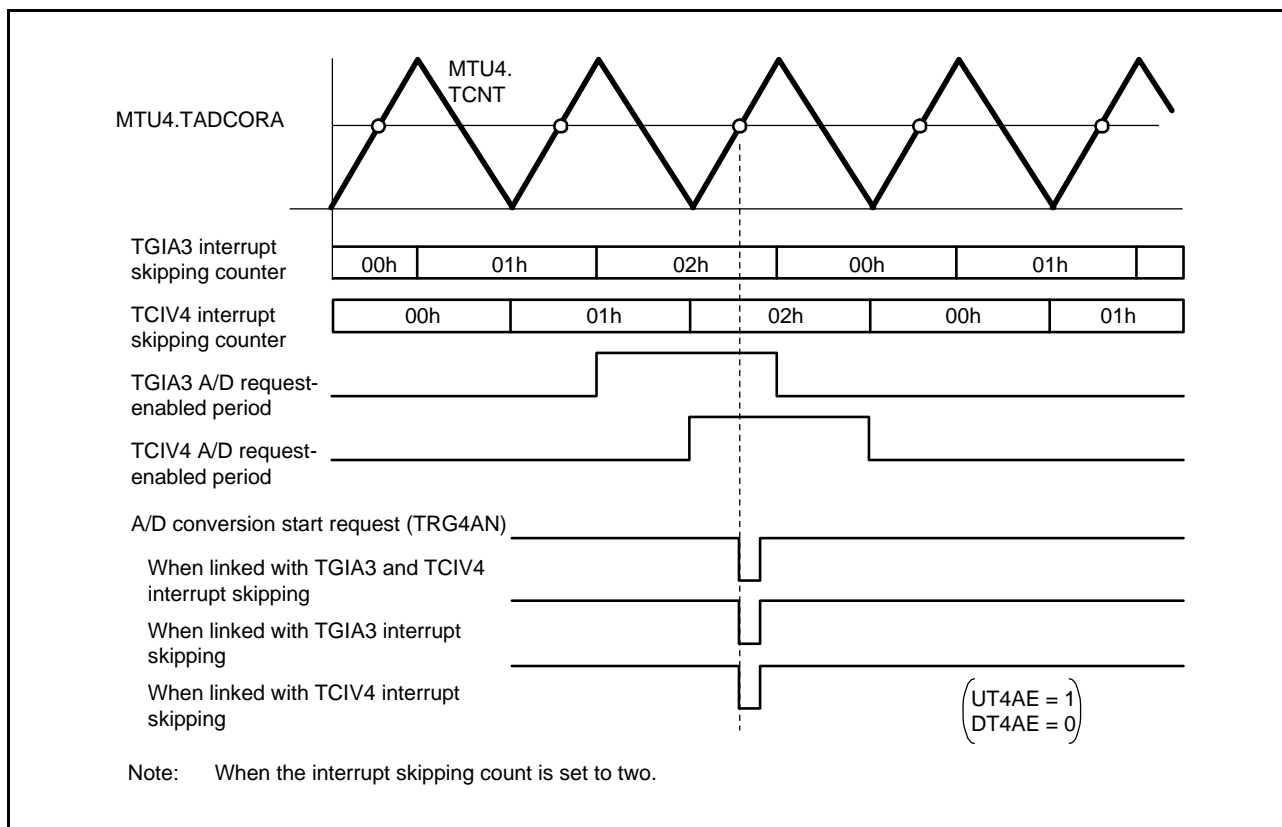 MTU4.
TCNT
MTU4.TADCORA
TGIA3 interrupt
skipping counter
00h 01h 02h 00h 01h
TCIV4 interrupt
skipping counter
00h 01h 02h 00h 01h
TGIA3 A/D request-
enabled period
TCIV4 A/D request-
enabled period
A/D conversion start request (TRG4AN)
When linked with TGIA3 and TCIV4
interrupt skipping
When linked with TGIA3 interrupt
skipping
When linked with TCIV4 interrupt
skipping
UT4AE = 1
DT4AE = 0
Note: When the interrupt skipping count is set to two.